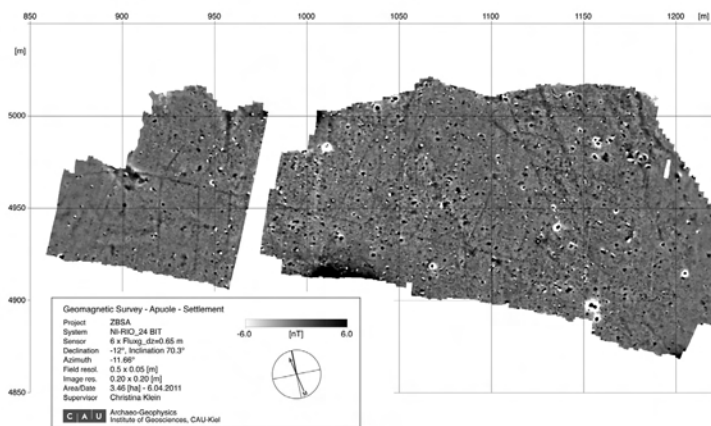 850 900 950 1000 1050 1100 1150 1200
[m] [m]
5000
4950
4900
4850
Geomagnetic Survey - Apuole - Settlement
Project ZBSA
System NI-RIO_24 BIT
Sensor 6 x Fluxg_dz=0.65 m
Declination -12°, Inclination 70.3°
Azimuth -11.66°
Field resol. 0.5 x 0.05 [m]
Image res. 0.20 x 0.20 [m]
Area/Date 3.46 [ha] - 6.04.2011
Supervisor Christina Klein
-6.0 [nT] 6.0
CAU Archaeo-Geophysics
Institute of Geosciences, CAU-Kiel